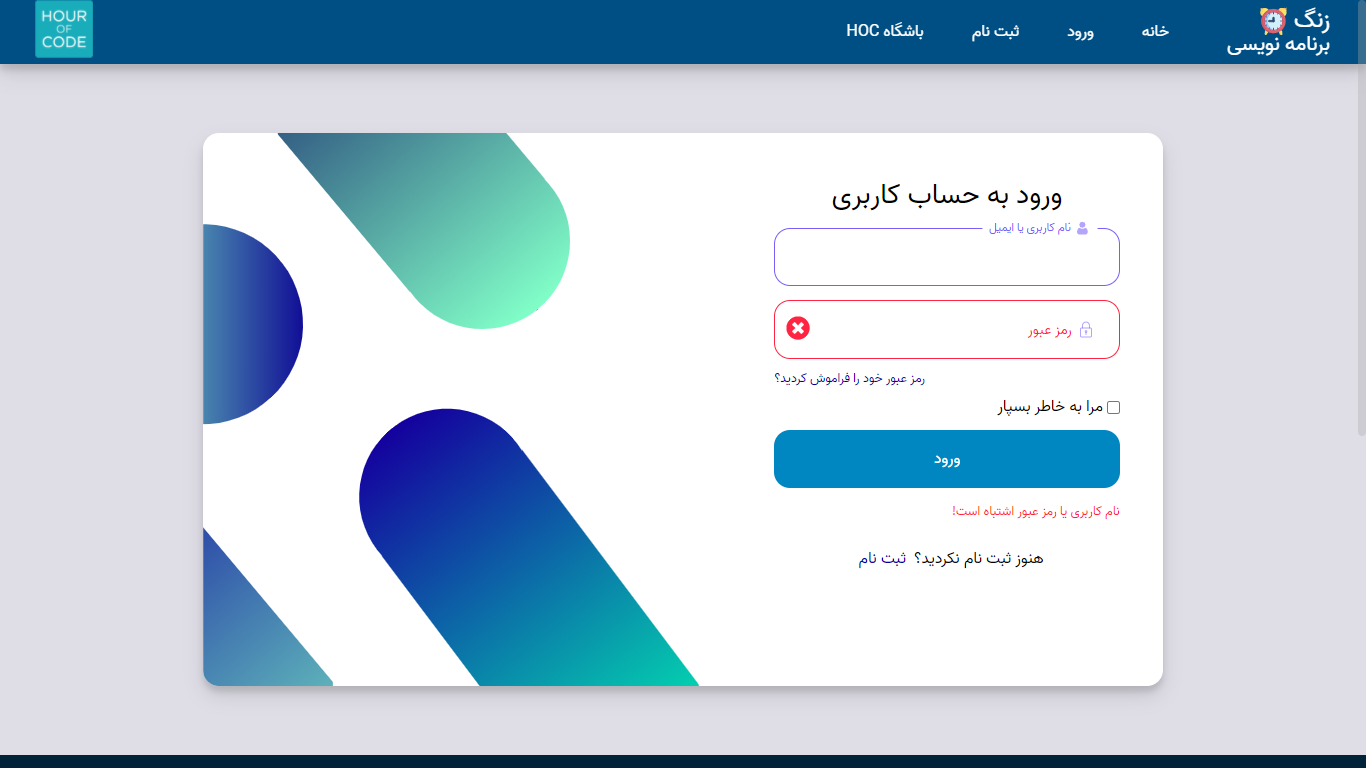 زنگ
برنامه نویسی
خانه
ورود
ثبت نام
باشگاه HOC
HOUR
OF
CODE
ورود به حساب کاربری
نام کاربری یا ایمیل
رمز عبور
رمز عبور خود را فراموش کردید؟
مرا به خاطر بسپار
ورود
نام کاربری یا رمز عبور اشتباه است!
هنوز ثبت نام نکردید؟ ثبت نام